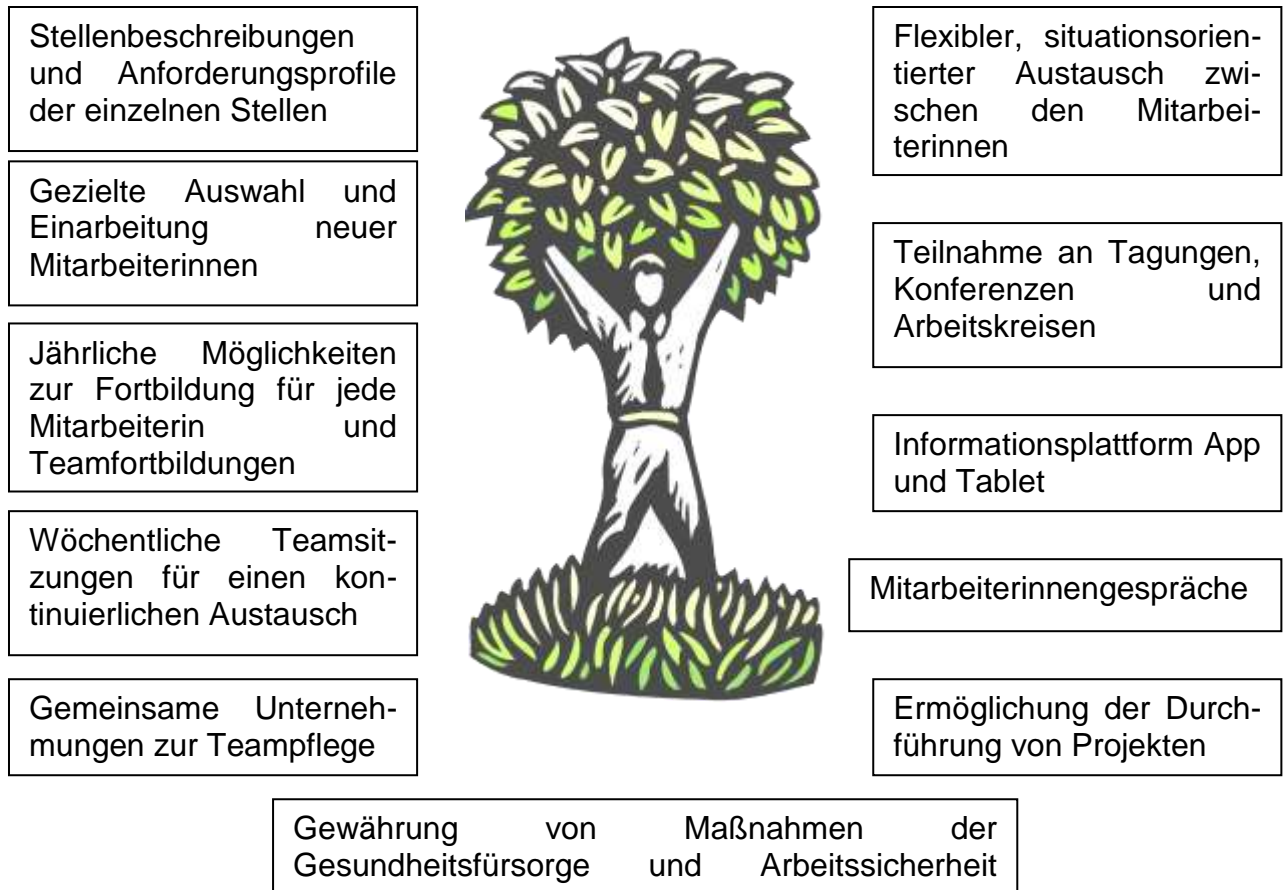 Stellenbeschreibungen
und Anforderungsprofile
der einzelnen Stellen
Gezielte Auswahl und
Einarbeitung neuer
Mitarbeiterinnen
Jährliche Möglichkeiten
zur Fortbildung für jede
Mitarbeiterin und
Teamfortbildungen
Wöchentliche Teamsit-
zungen für einen kon-
tinuierlichen Austausch
Gemeinsame Unterneh-
mungen zur Teampflege
Flexibler, situationsorien-
tierter Austausch zwi-
schen den Mitarbei-
terinnen
Teilnahme an Tagungen,
Konferenzen und
Arbeitskreisen
Informationsplattform App
und Tablet
Mitarbeiterinnengespräche
Ermöglichung der Durch-
führung von Projekten
Gewährung von Maßnahmen der
Gesundheitsfürsorge und Arbeitssicherheit